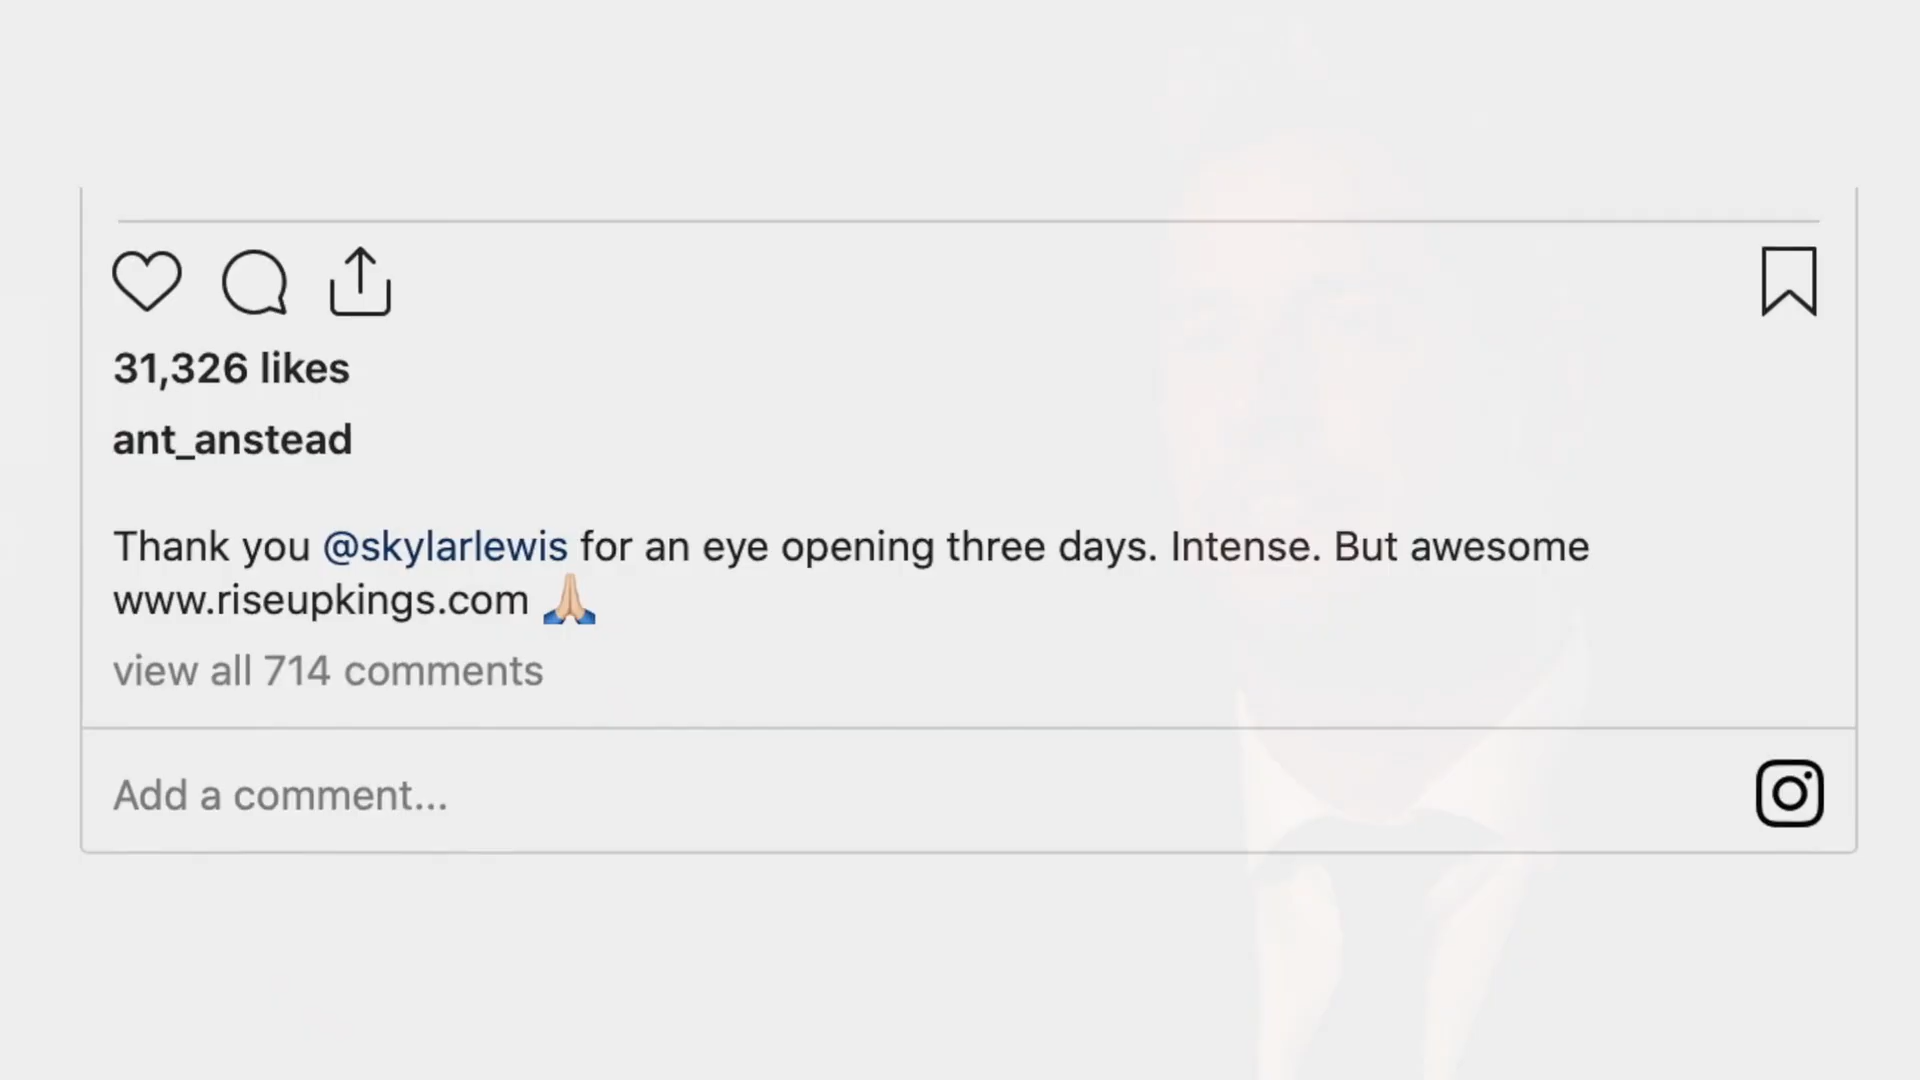 31,326 likes
ant_anstead
Thank you @skylarlewis for an eye opening three days. Intense. But awesome
www.riseupkings.com 🙏🏼
view all 714 comments
Add a comment...